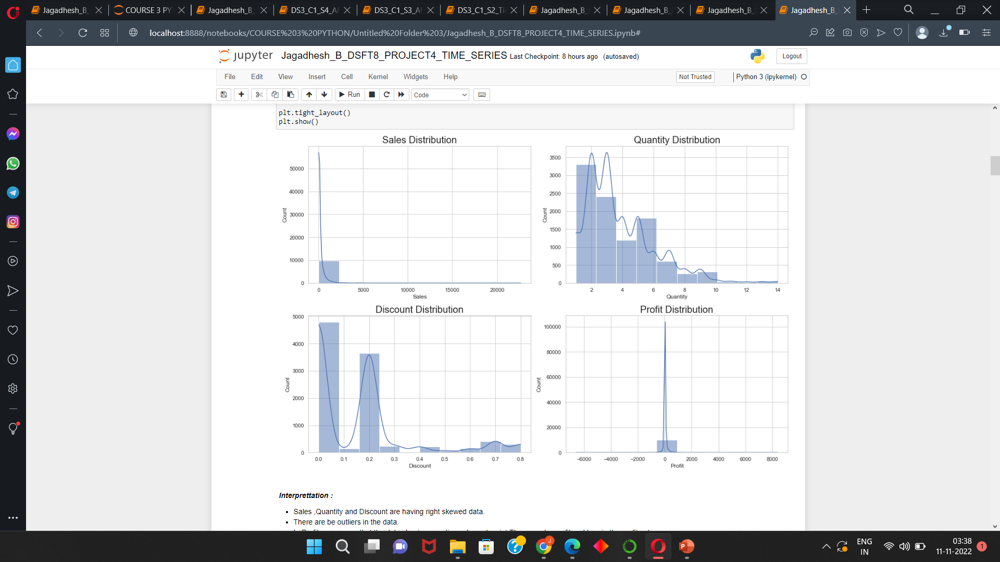 Jagadhesh_B_
COURSE 3 PY
Jagadhesh_B_
DS3_C1_S4_A
DS3_C1_S3_A
DS3_C1_S2_Ti
Jagadhesh_B_
Jagadhesh_B_
Jagadhesh_B_
Jagadhesh_B_
localhost:8888/notebooks/COURSE%203%20PYTHON/Untitled%20Folder%203/Jagadhesh_B_DSFT8_PROJECT4_TIME_SERIES.ipynb#
jupyter Jagadhesh_B_DSFT8_PROJECT4_TIME_SERIES Last Checkpoint: 8 hours ago (autosaved)
Logout
File Edit View Insert Cell Kernel Widgets Help
Not Trusted
Python 3 (ipykernel)
Run
Code
plt.tight_layout()
plt.show()
Sales Distribution
50000
40000
30000
20000
10000
0
Count
0 5000 10000 15000 20000
Sales
Quantity Distribution
3500
3000
2500
2000
1500
1000
500
0
Count
2 4 6 8 10 12 14
Quantity
Discount Distribution
5000
4000
3000
2000
1000
0
Count
0.0 0.1 0.2 0.3 0.4 0.5 0.6 0.7 0.8
Discount
Profit Distribution
100000
80000
60000
40000
20000
0
Count
−6000 −4000 −2000 0 2000 4000 6000 8000
Profit
Interprettation :
• Sales ,Quantity and Discount are having right skewed data.
• There are be outliers in the data.
ENG
IN
03:38
11-11-2022
1